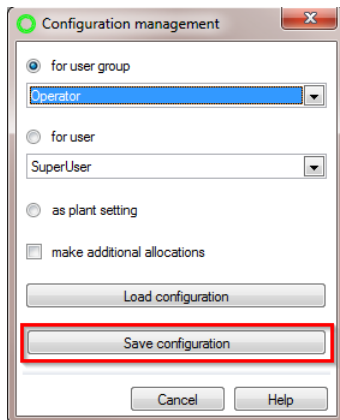 Configuration management
for user group
Operator
for user
SuperUser
as plant setting
make additional allocations
Load configuration
Save configuration
Cancel Help